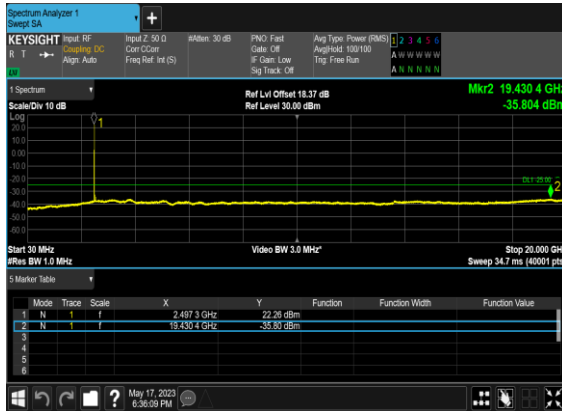 Spectrum Analyzer 1
Swept SA
+
KEYSIGHT Input: RF Input Z: 50 Ω #Atten: 30 dB PNO: Fast Avg Type: Power (RMS) 1 2 3 4 5 6
R T Coupling: DC Corr CCorr Gate: Off Avg|Hold: 100/100 A W W W W W
Align: Auto Freq Ref: Int (S) IF Gain: Low Trig: Free Run
Sig Track: Off A N N N N N
1 Spectrum Ref Lvl Offset 18.37 dB Mkr2 19.430 4 GHz
Scale/Div 10 dB Ref Level 30.00 dBm -35.804 dBm
Log
20.0
10.0
0.00
-10.0
-20.0
-30.0
-40.0
-50.0
-60.0
1
DL1 -25.00
2
Start 30 MHz Video BW 3.0 MHz* Stop 20.000 GH
#Res BW 1.0 MHz Sweep 34.7 ms (40001 pts
5 Marker Table
Mode Trace Scale X Y Function Function Width Function Value
1 N 1 f 2.497 3 GHz 22.26 dBm
2 N 1 f 19.430 4 GHz -35.80 dBm
3
4
5
6
? May 17, 2023
6:36:09 PM